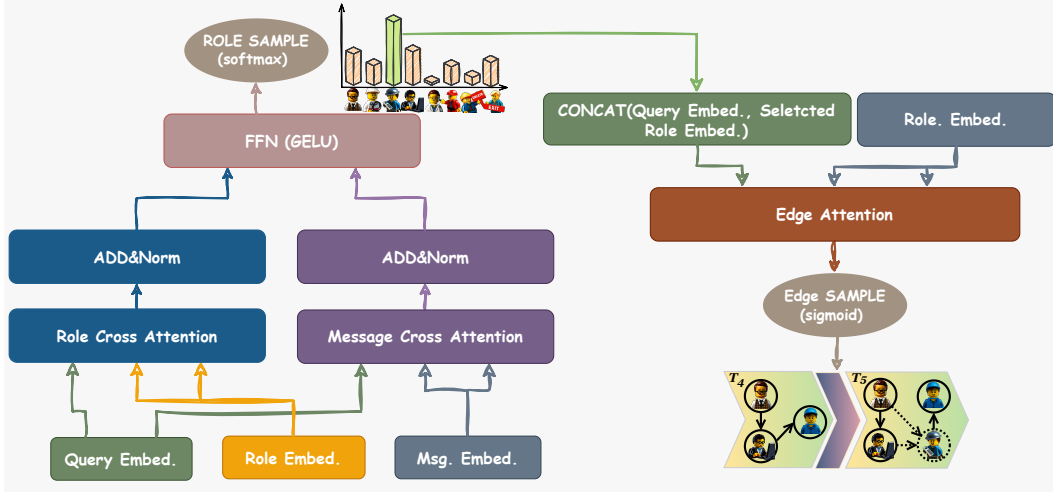 ROLE SAMPLE
(softmax)
FFN (GELU)
ADD&Norm
ADD&Norm
Role Cross Attention
Message Cross Attention
Query Embed.
Role Embed.
Msg. Embed.
CONCAT(Query Embed., Seletcted
Role Embed.)
Role. Embed.
Edge Attention
Edge SAMPLE
(sigmoid)
T4
T5